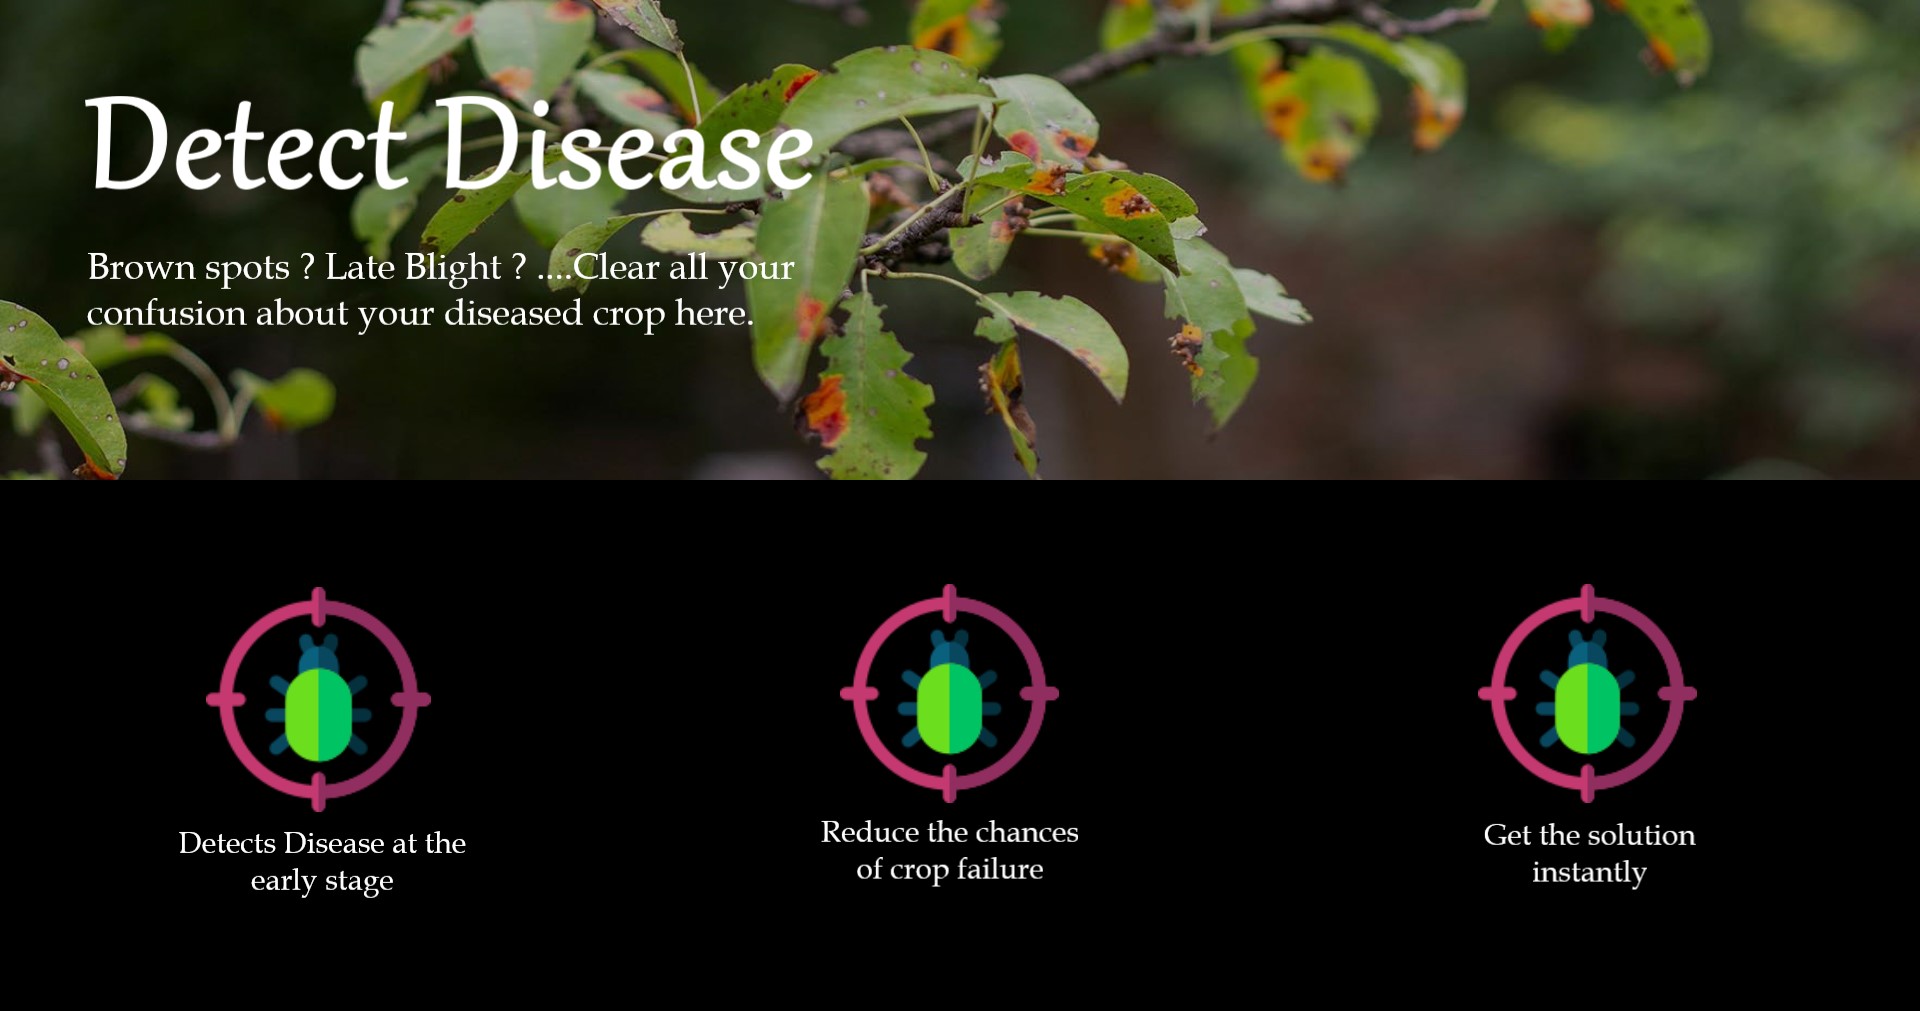 Detect Disease
Brown spots ? Late Blight ? ....Clear all your
confusion about your diseased crop here.
Detects Disease at the
early stage
Reduce the chances
of crop failure
Get the solution
instantly